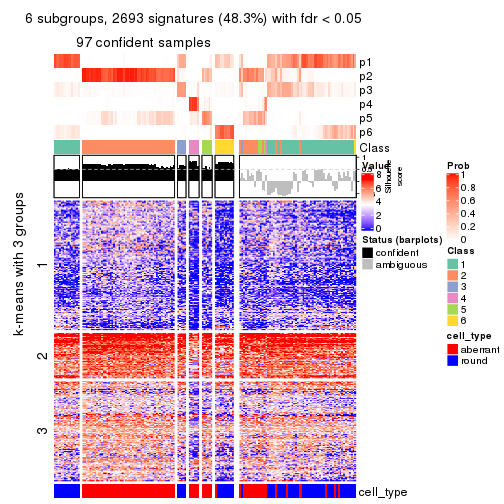 6 subgroups, 2693 signatures (48.3%) with fdr < 0.05
97 confident samples
p1
p2
p3
p4
p5
p6
Class
1
Silhouette
score
k-means with 3 groups
1
2
3
cell_type
Value
8
6
4
2
0
Status (barplots)
confident
ambiguous
Prob
1
0.8
0.6
0.4
0.2
0
Class
1
2
3
4
5
6
cell_type
aberrant
round